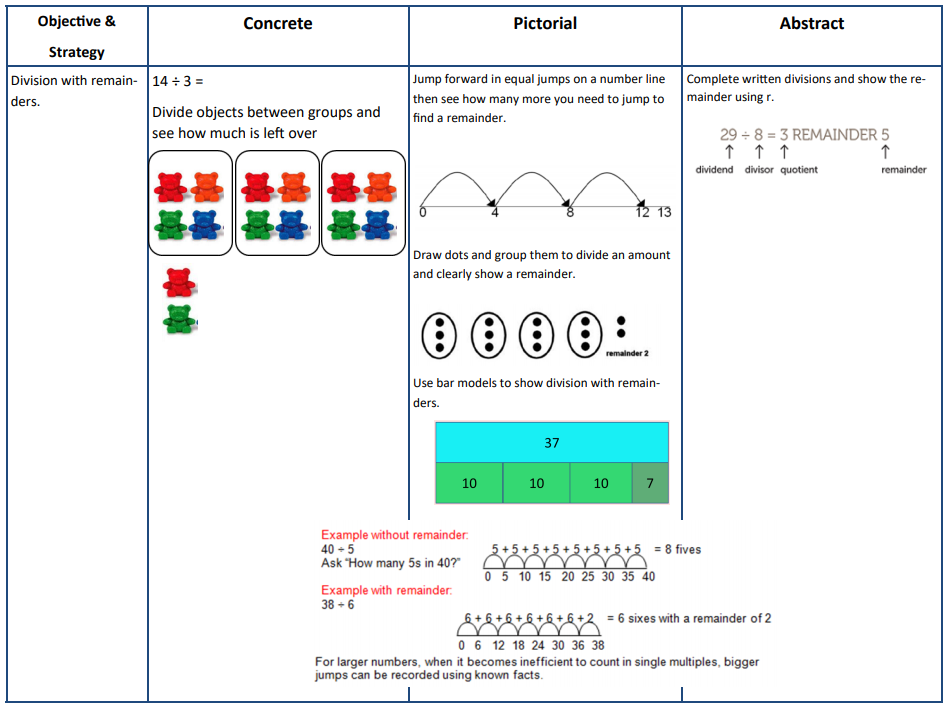 Objective &
Strategy
Concrete
Pictorial
Abstract
Division with remain-
ders.
14 ÷ 3 =
Divide objects between groups and
see how much is left over
Jump forward in equal jumps on a number line
then see how many more you need to jump to
find a remainder.
0 4 8 12 13
Draw dots and group them to divide an amount
and clearly show a remainder.
remainder 2
Use bar models to show division with remain-
ders.
37
10 10 10 7
Complete written divisions and show the re-
mainder using r.
29 ÷ 8 = 3 REMAINDER 5
dividend divisor quotient remainder
Example without remainder:
40 ÷ 5
Ask “How many 5s in 40?”
5 + 5 + 5 + 5 + 5 + 5 + 5 + 5 = 8 fives
0 5 10 15 20 25 30 35 40
Example with remainder:
38 ÷ 6
6 + 6 + 6 + 6 + 6 + 6 + 2 = 6 sixes with a remainder of 2
0 6 12 18 24 30 36 38
For larger numbers, when it becomes inefficient to count in single multiples, bigger
jumps can be recorded using known facts.